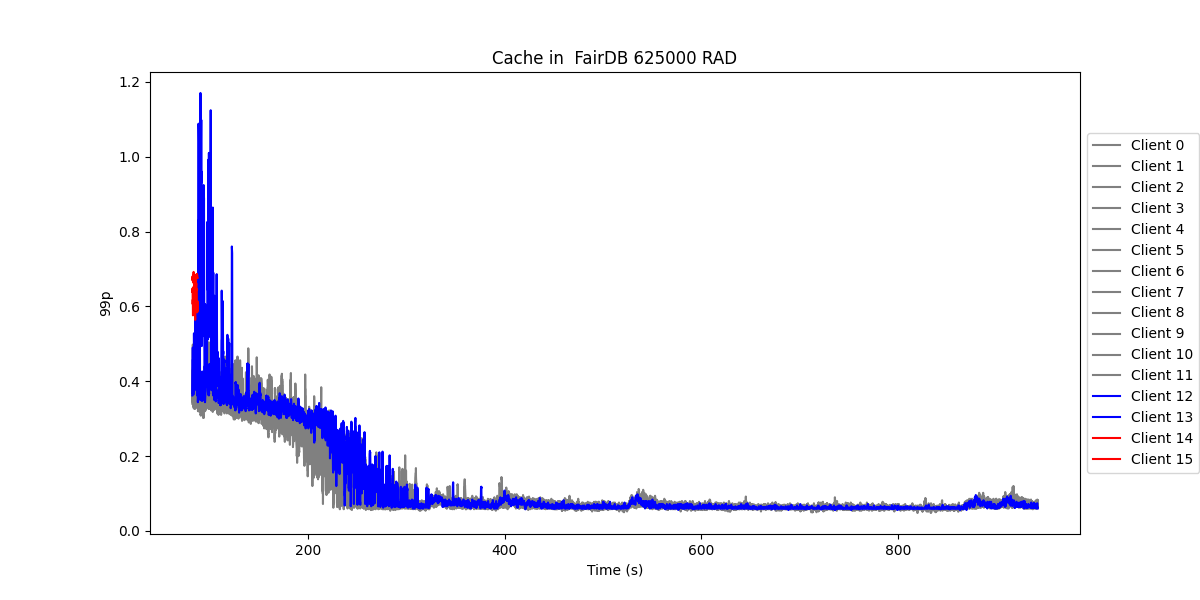 Cache in  FairDB 625000 RAD
1.2
1.0
0.8
0.6
0.4
0.2
0.0
99p
200
400
600
800
Time (s)
Client 0
Client 1
Client 2
Client 3
Client 4
Client 5
Client 6
Client 7
Client 8
Client 9
Client 10
Client 11
Client 12
Client 13
Client 14
Client 15